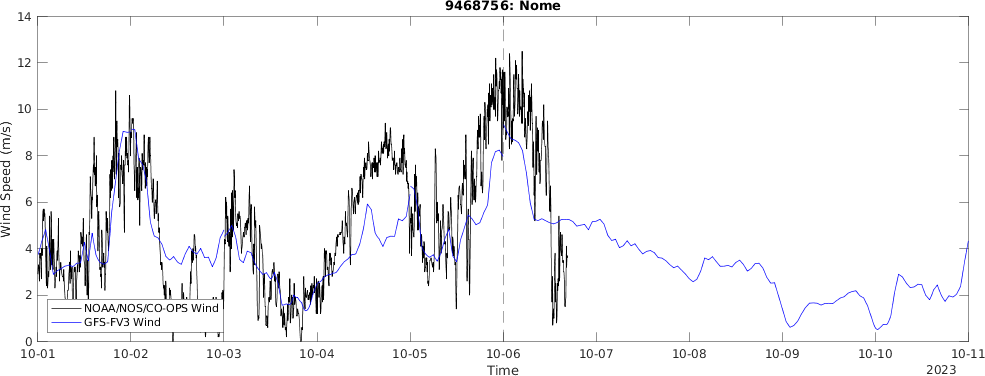 9468756: Nome
Wind Speed (m/s)
14
12
10
8
6
4
2
0
NOAA/NOS/CO-OPS Wind
GFS-FV3 Wind
10-01 10-02 10-03 10-04 10-05 10-06 10-07 10-08 10-09 10-10 10-11
Time
2023